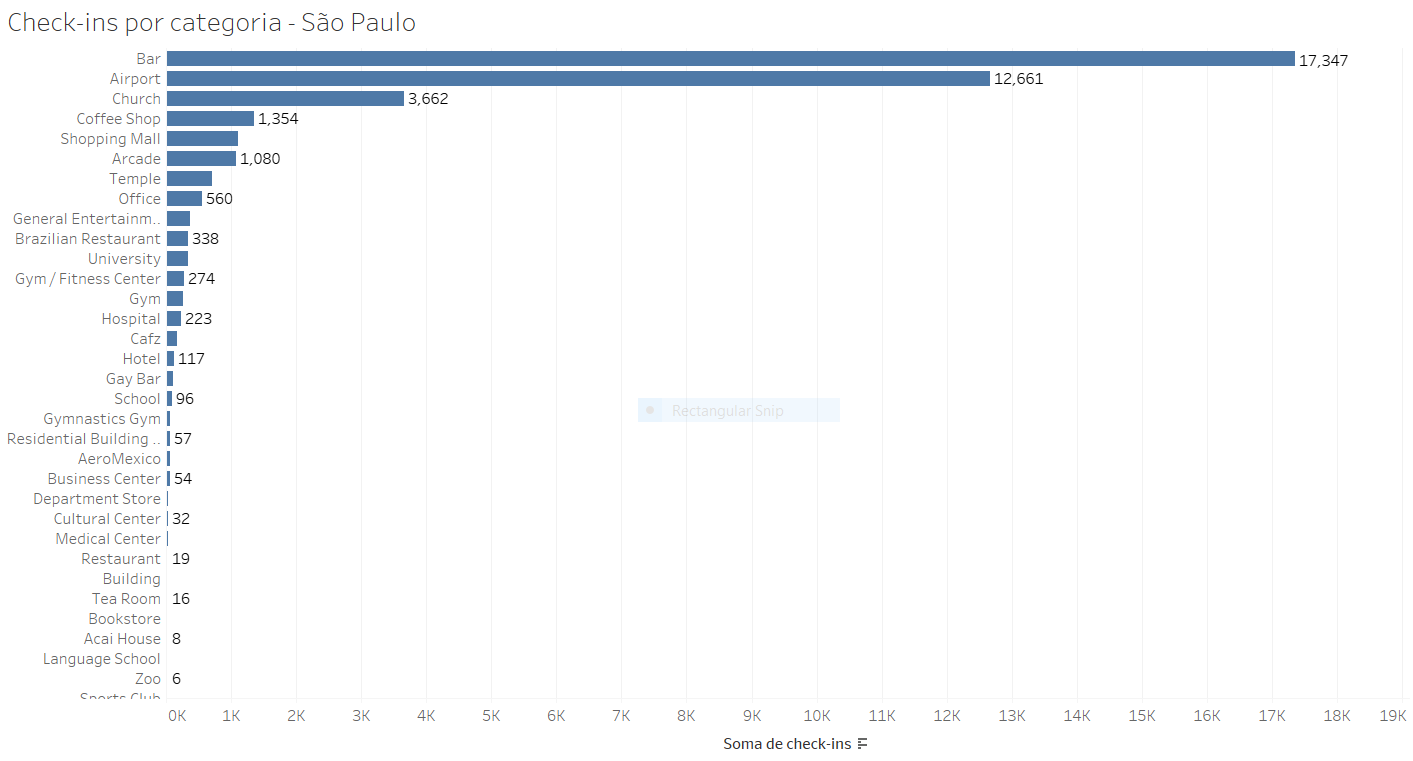 Check-ins por categoria - São Paulo
Bar 17,347
Airport 12,661
Church 3,662
Coffee Shop 1,354
Shopping Mall
Arcade 1,080
Temple
Office 560
General Entertainm..
Brazilian Restaurant 338
University
Gym / Fitness Center 274
Gym
Hospital 223
Cafz
Hotel 117
Gay Bar
School 96
Rectangular Snip
Gymnastics Gym
Residential Building .. 57
AeroMexico
Business Center 54
Department Store
Cultural Center 32
Medical Center
Restaurant 19
Building
Tea Room 16
Bookstore
Acai House 8
Language School
Zoo 6
Sports Club
0K 1K 2K 3K 4K 5K 6K 7K 8K 9K 10K 11K 12K 13K 14K 15K 16K 17K 18K 19K
Soma de check-ins